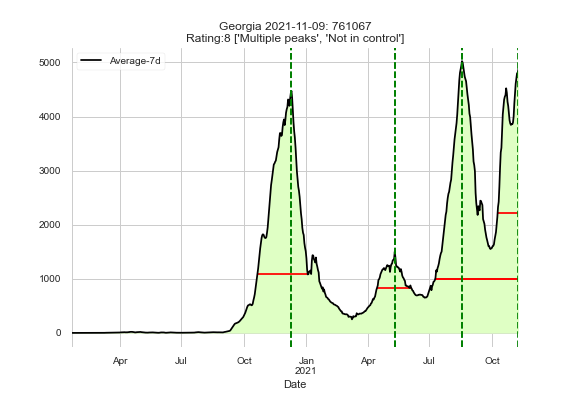 Georgia 2021-11-09: 761067
Rating:8 ['Multiple peaks', 'Not in control']
Average-7d
5000
4000
3000
2000
1000
0
Apr Jul Oct Jan Apr Jul Oct
2021
Date